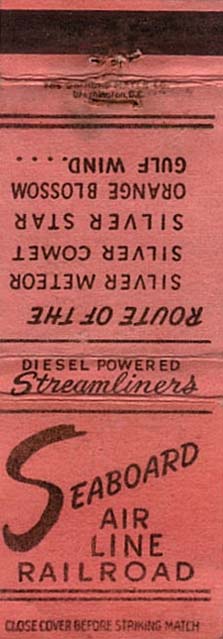 Washington, D.C.
ROUTE OF THE
SILVER METEOR
SILVER COMET
SILVER STAR
ORANGE BLOSSOM
GULF WIND....
DIESEL POWERED
Streamliners
SEABOARD
AIR
LINE
RAILROAD
CLOSE COVER BEFORE STRIKING MATCH